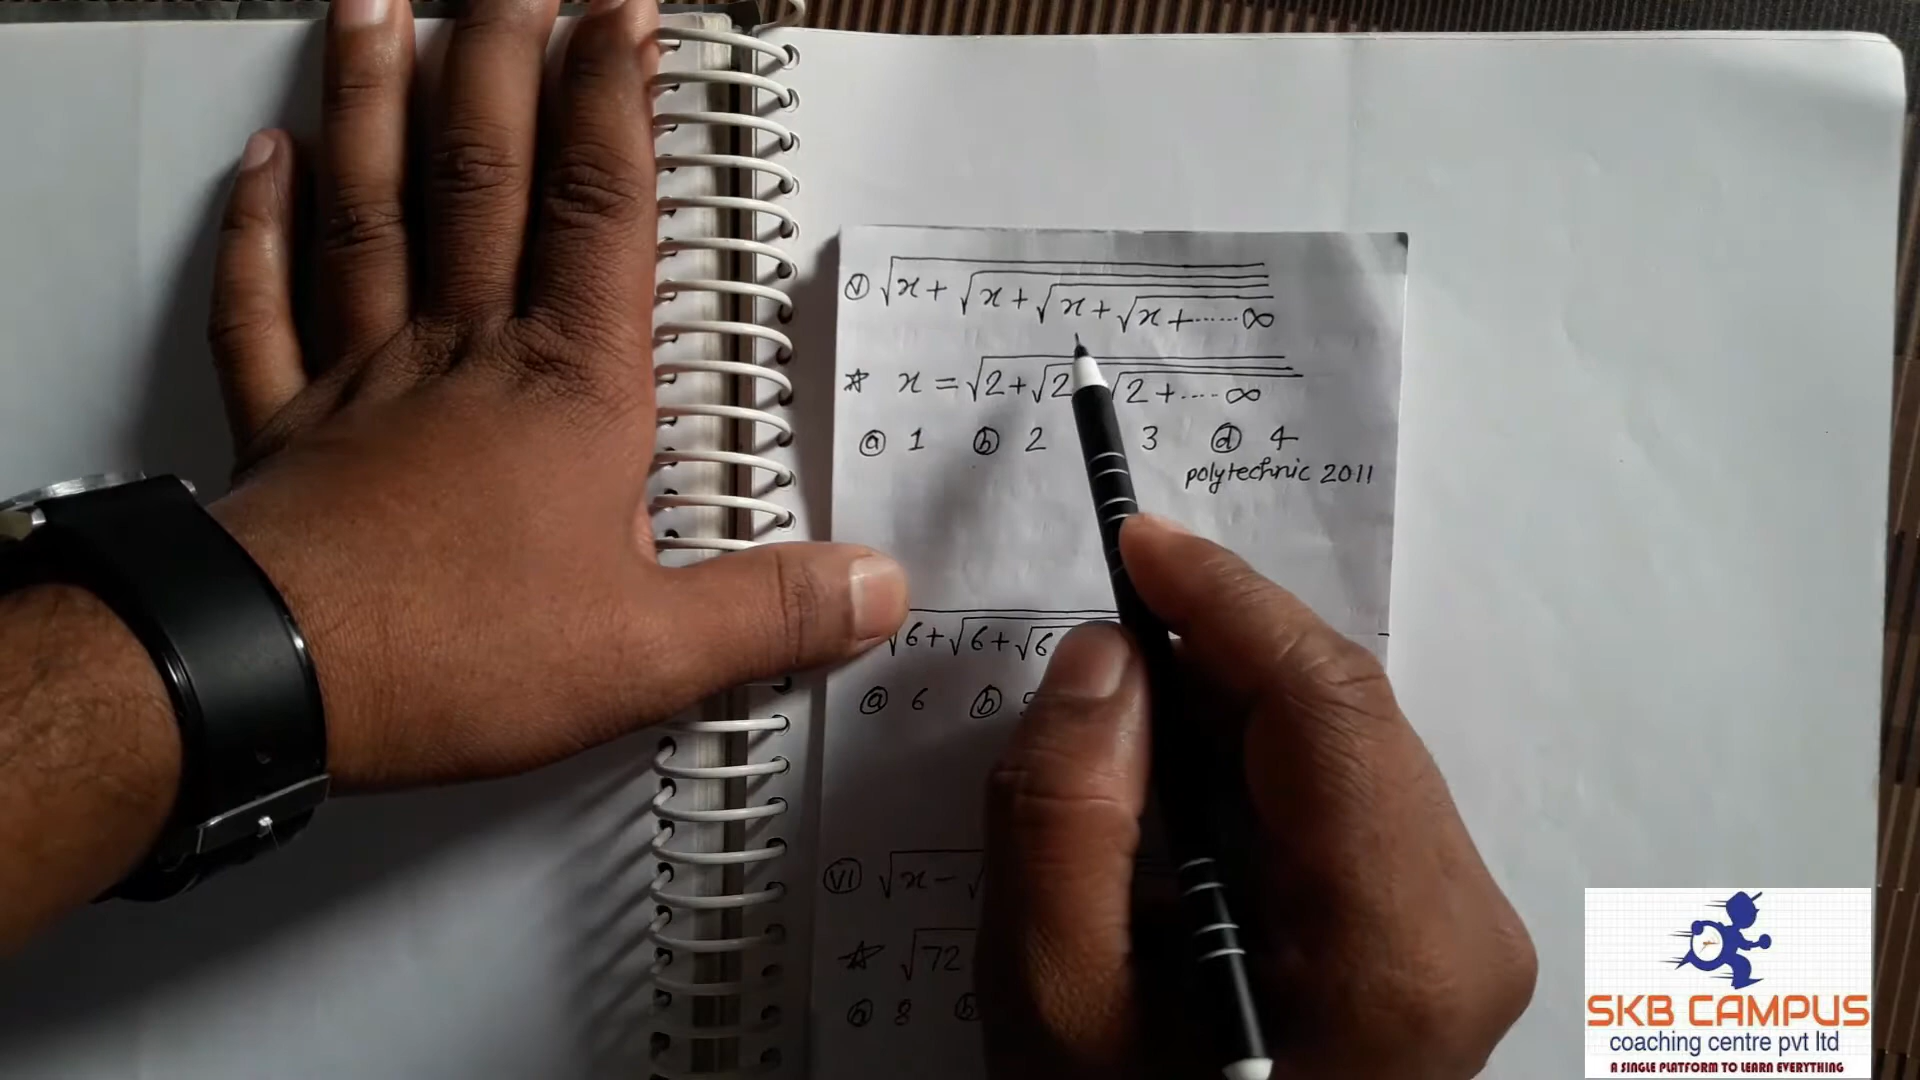 ⓥ √x+√x+√x+√x+......∞
☆ x=√2+√2 √2+....∞
ⓐ 1 ⓑ 2 3 ⓓ 4
polytechnic 2011
√6+√6+√6
ⓐ 6 ⓑ
ⓥⓘ √x-√
☆ √72
ⓐ 8 ⓑ
SKB CAMPUS
coaching centre pvt ltd
A SINGLE PLATFORM TO LEARN EVERYTHING